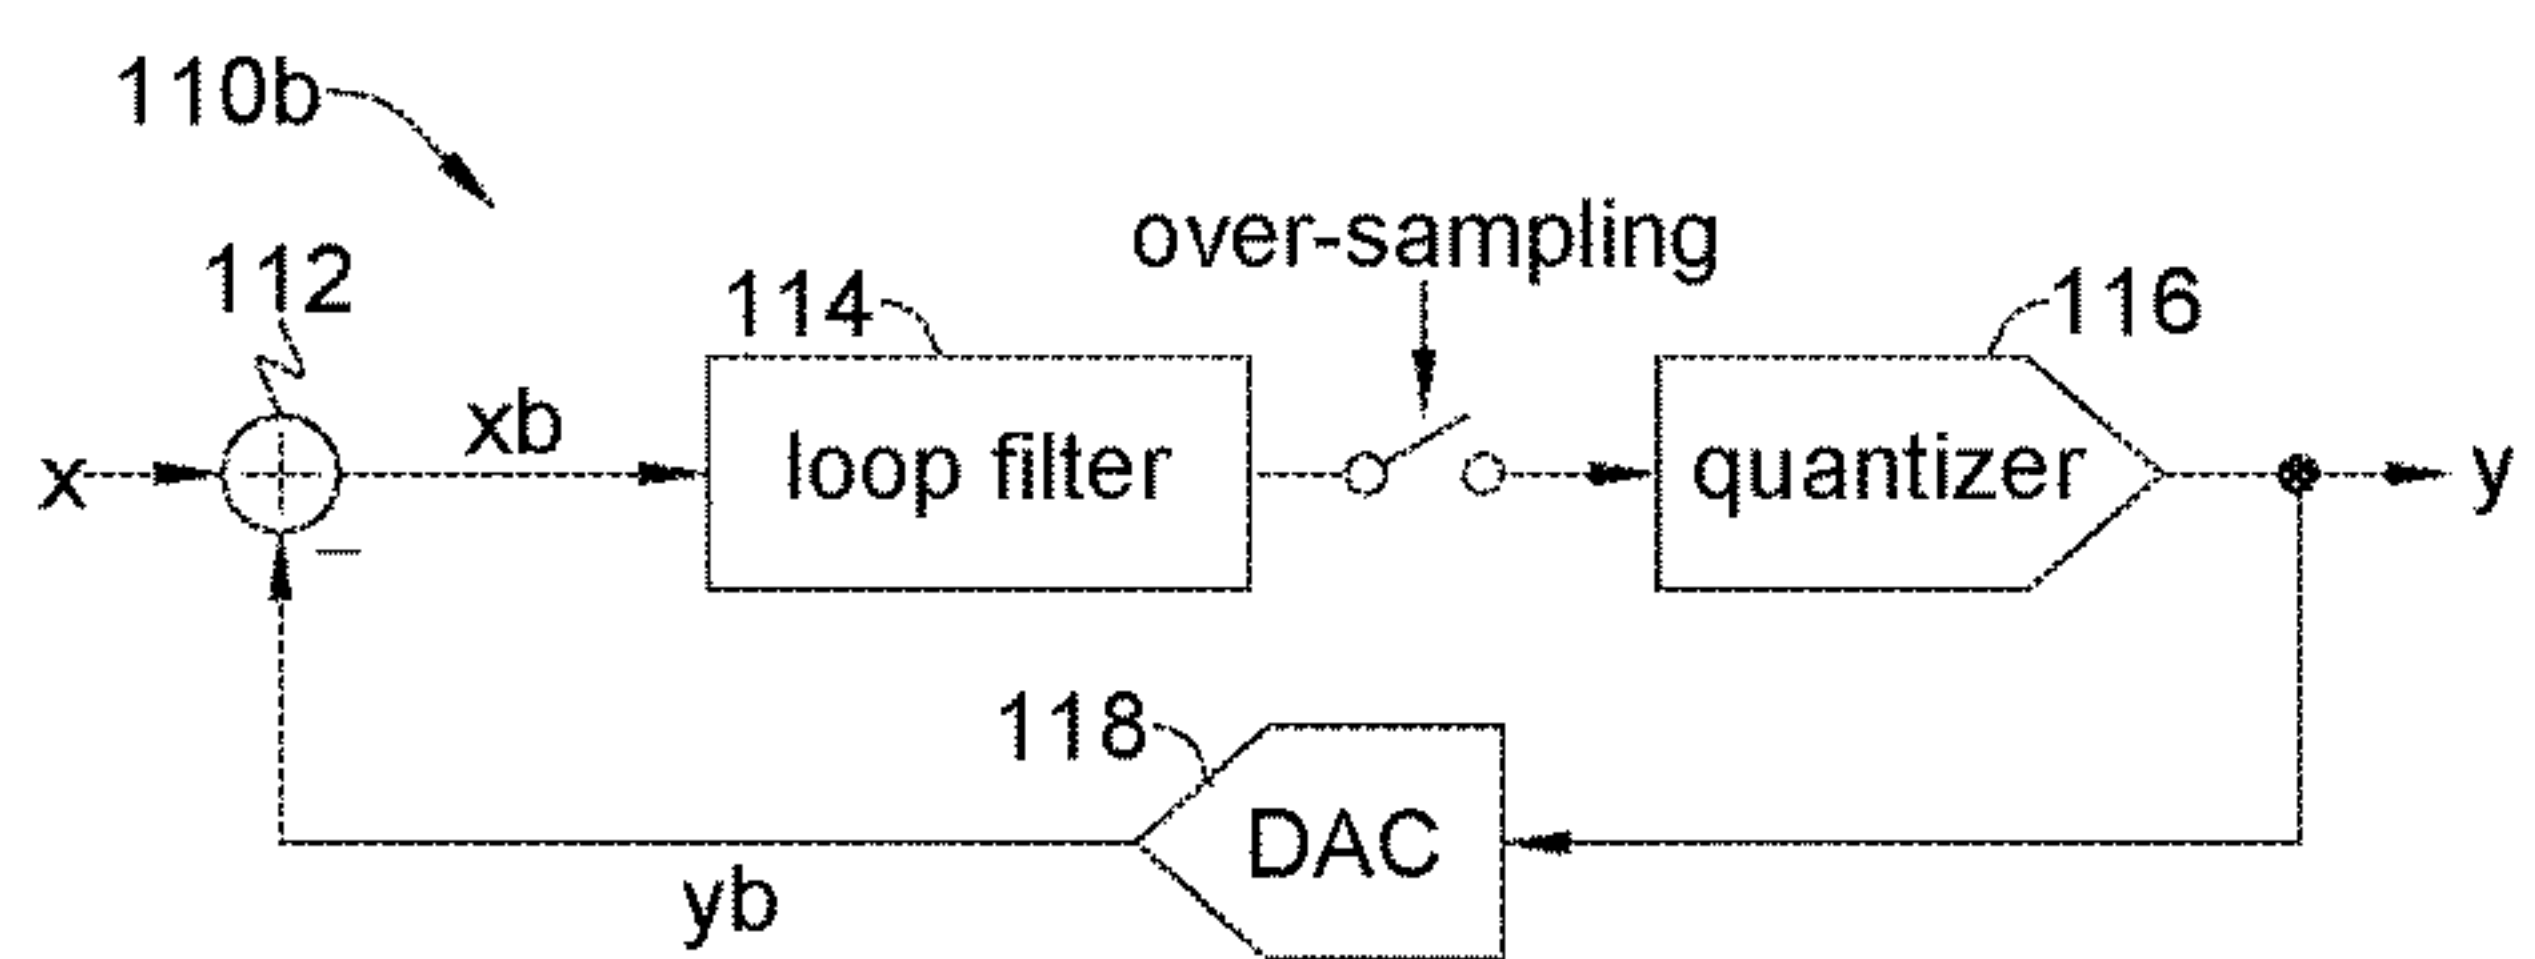 110b
over-sampling
112
114
116
xb
x
loop filter
quantizer
y
118
DAC
yb